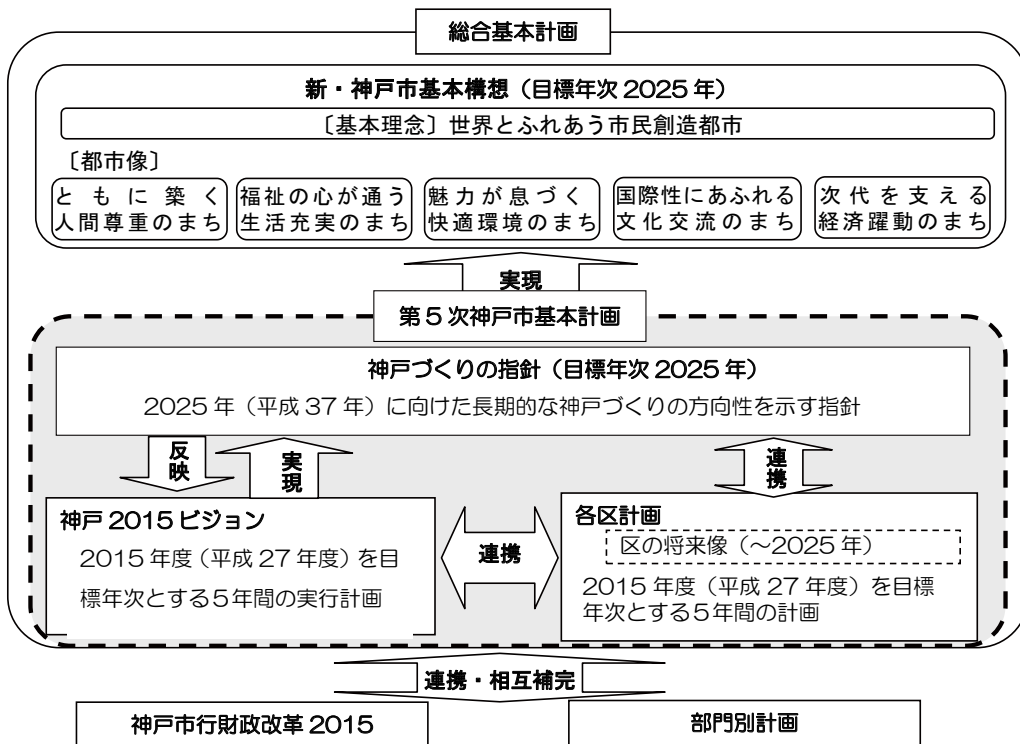 総合基本計画
新・神戸市基本構想（目標年次 2025 年）
〔基本理念〕世界とふれあう市民創造都市
〔都市像〕
ともに築く
人間尊重のまち
福祉の心が通う
生活充実のまち
魅力が息づく
快適環境のまち
国際性にあふれる
文化交流のまち
次代を支える
経済躍動のまち
実現
第５次神戸市基本計画
神戸づくりの指針（目標年次 2025 年）
2025 年（平成 37 年）に向けた長期的な神戸づくりの方向性を示す指針
反映
実現
連携
神戸 2015 ビジョン
2015 年度（平成 27 年度）を目
標年次とする５年間の実行計画
連携
各区計画
区の将来像（～2025 年）
2015 年度（平成 27 年度）を目標
年次とする５年間の計画
連携・相互補完
神戸市行財政改革 2015
部門別計画